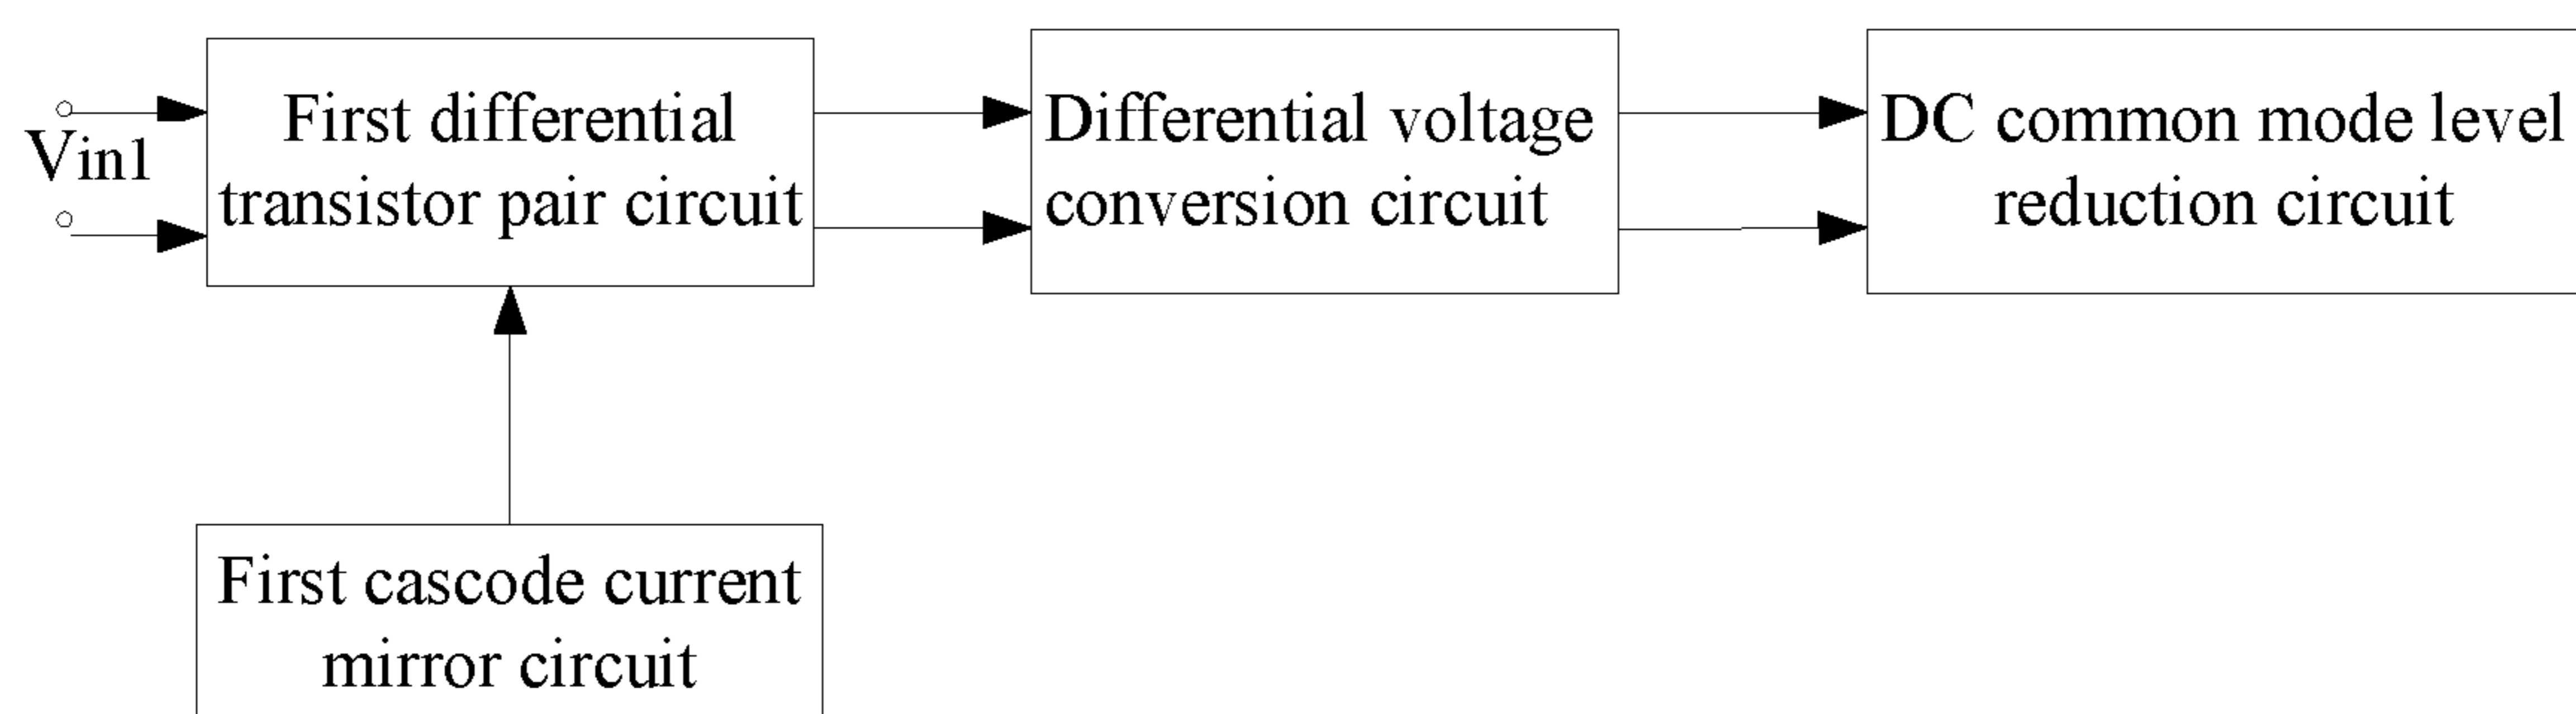 Vin1
First differential
transistor pair circuit
Differential voltage
conversion circuit
DC common mode level
reduction circuit
First cascode current
mirror circuit